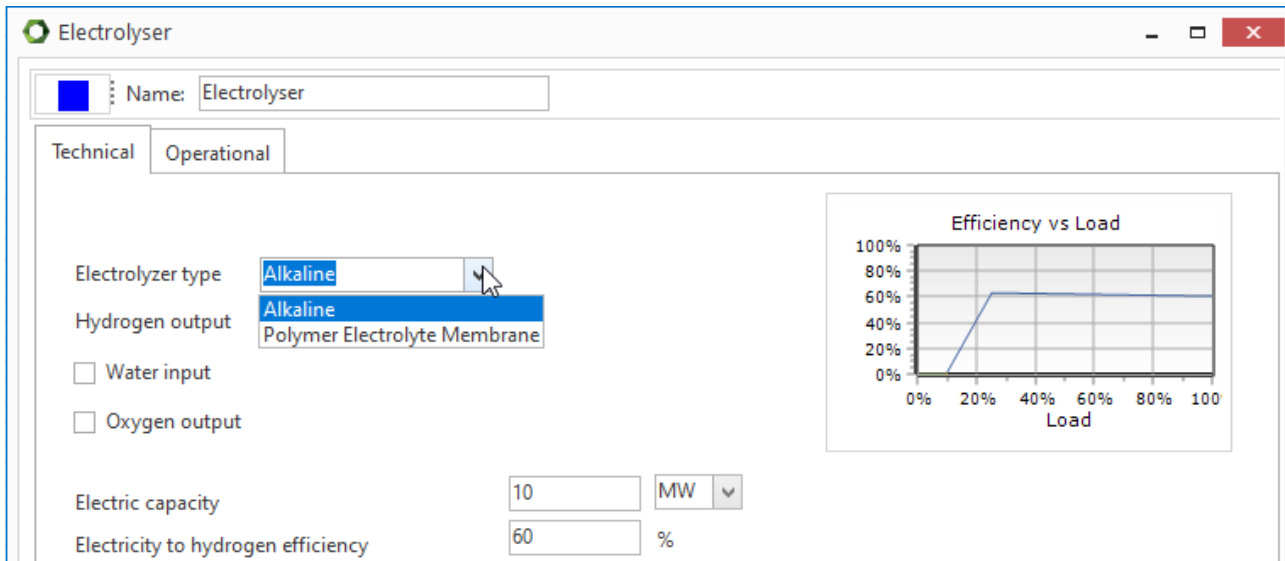 Electrolyser
Name: Electrolyser
Technical Operational
Efficiency vs Load
100%
80%
60%
40%
20%
0%
0% 20% 40% 60% 80% 100
Load
Electrolyzer type Alkaline
Alkaline
Hydrogen output
Polymer Electrolyte Membrane
Water input
Oxygen output
Electric capacity 10 MW
Electricity to hydrogen efficiency 60 %